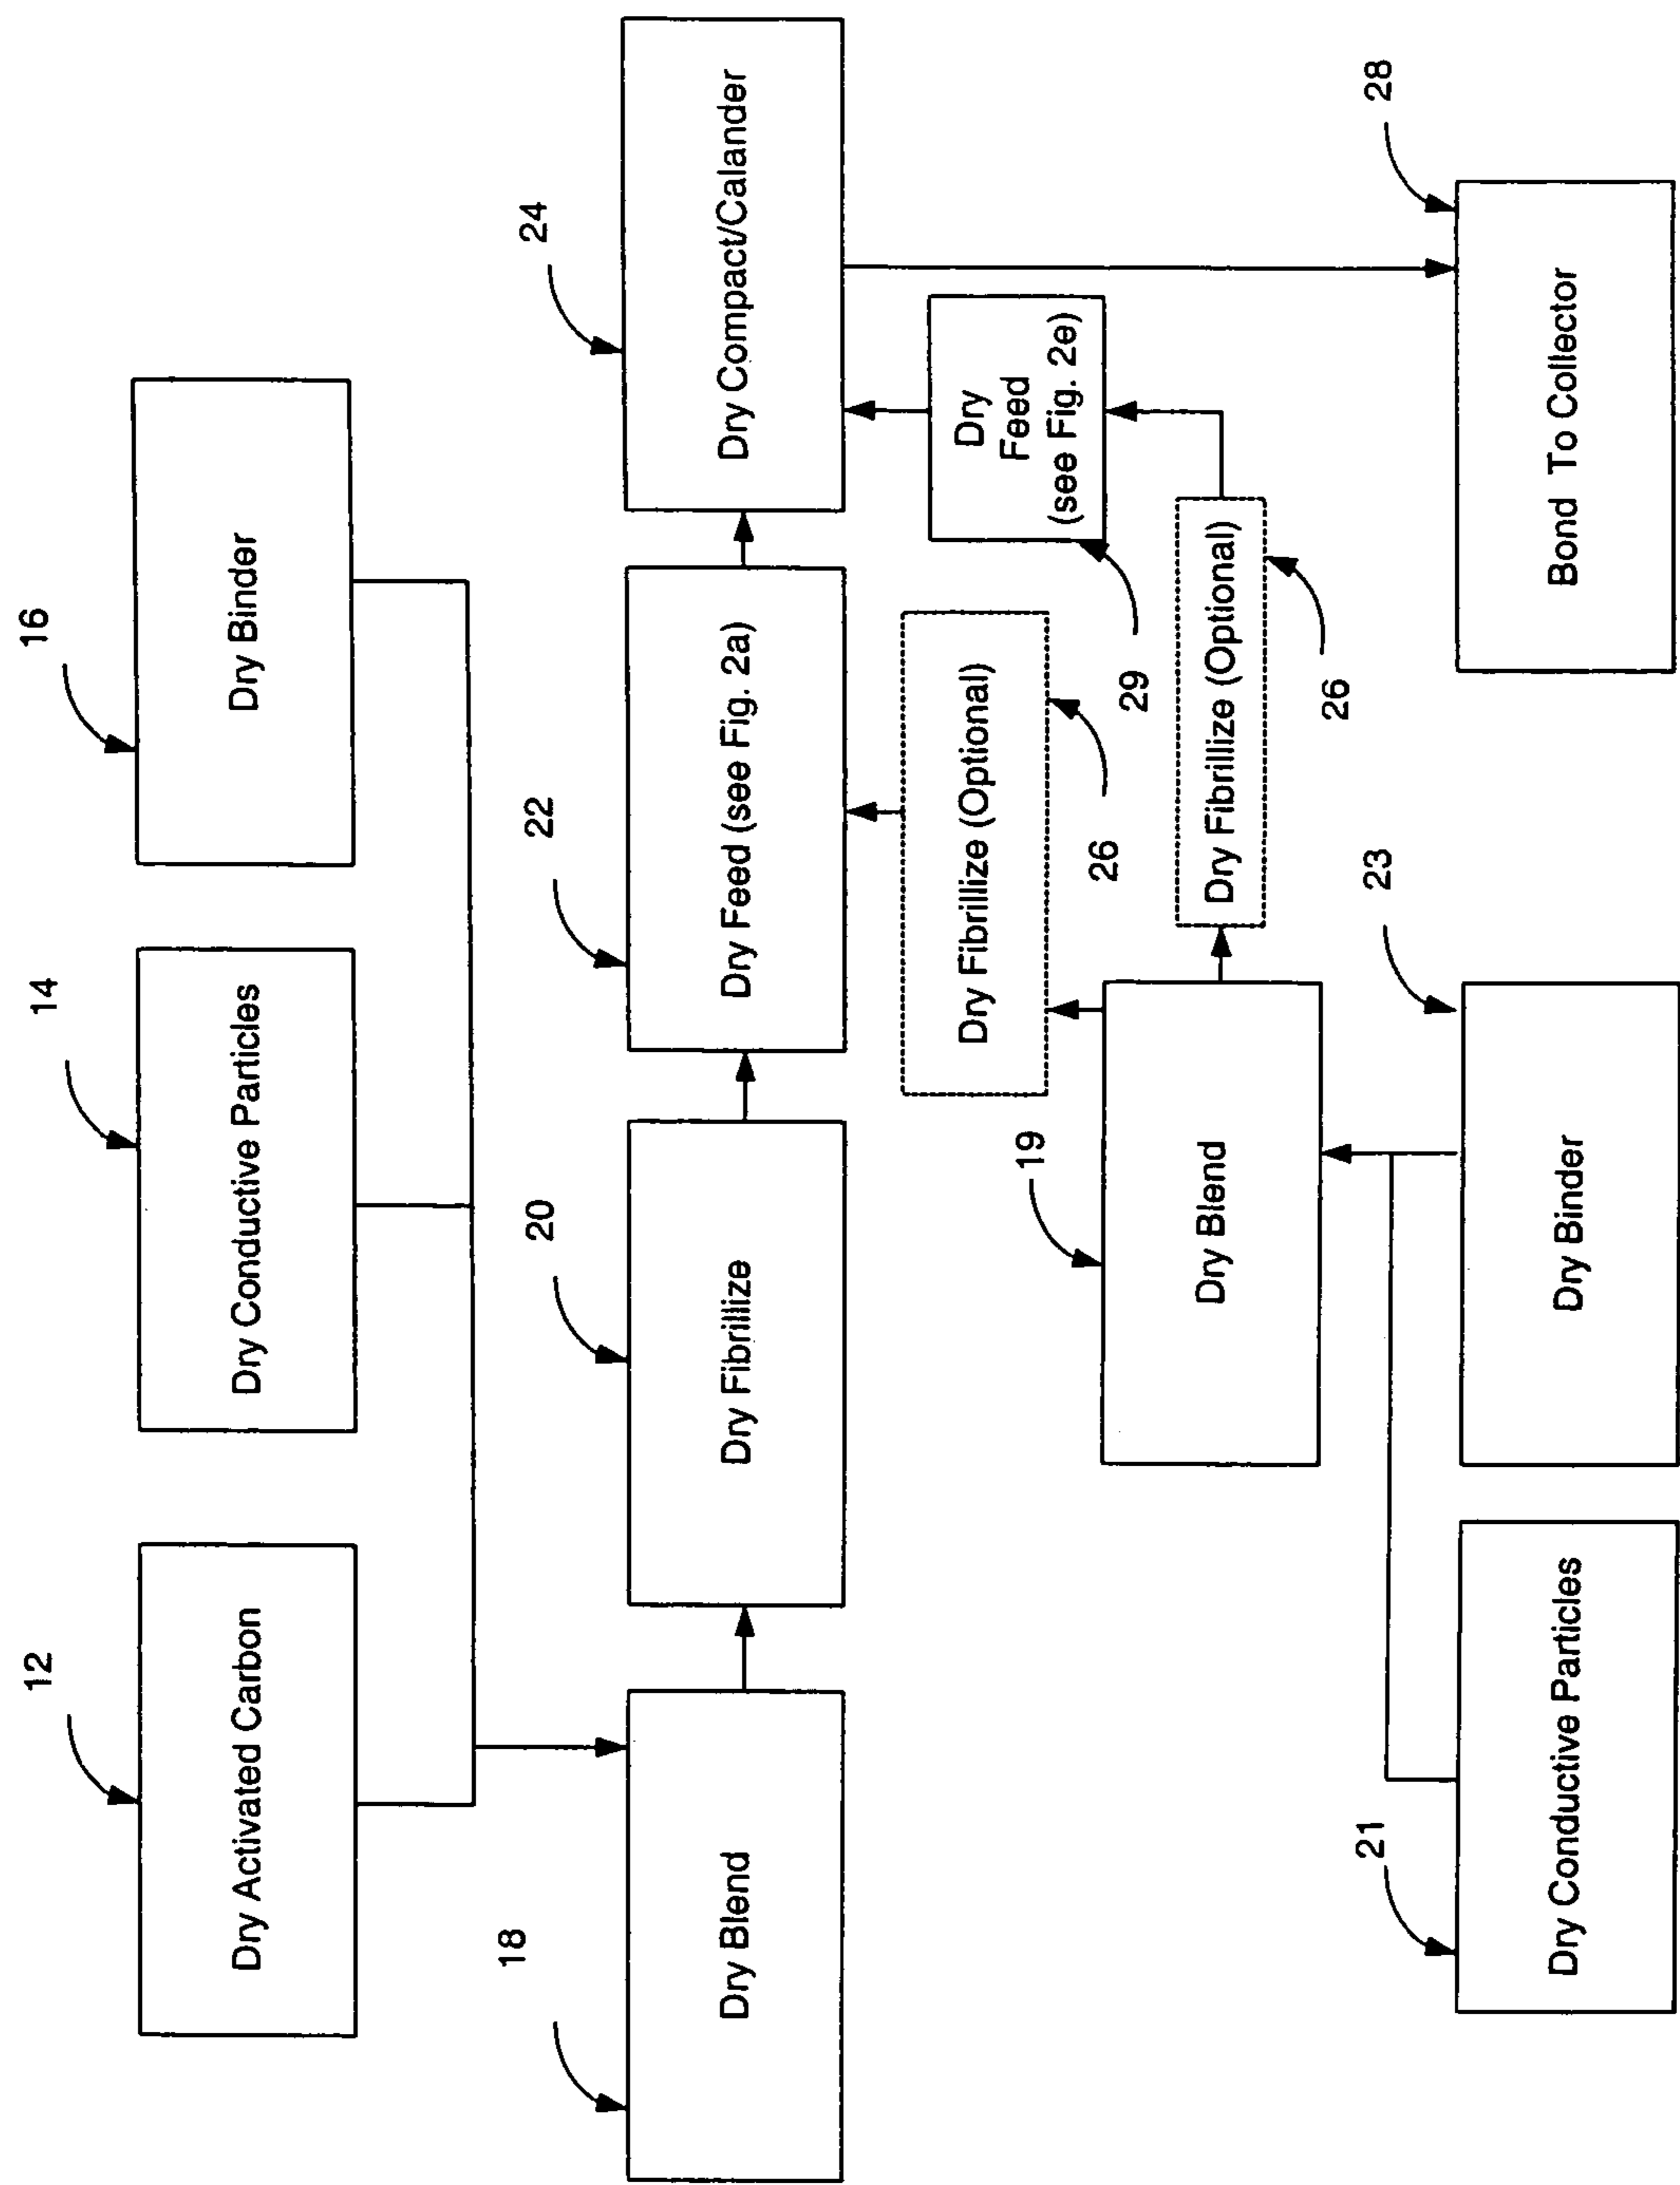 12
14
16
Dry Activated Carbon
Dry Conductive Particles
Dry Binder
18
20
22
24
Dry Blend
Dry Fibrillize
Dry Feed (see Fig. 2a)
Dry Compact/Calander
19
Dry Fibrillize (Optional)
26
Dry
Feed
(see Fig. 2e)
29
Dry Blend
Dry Fibrillize (Optional)
26
21
23
28
Dry Conductive Particles
Dry Binder
Bond To Collector